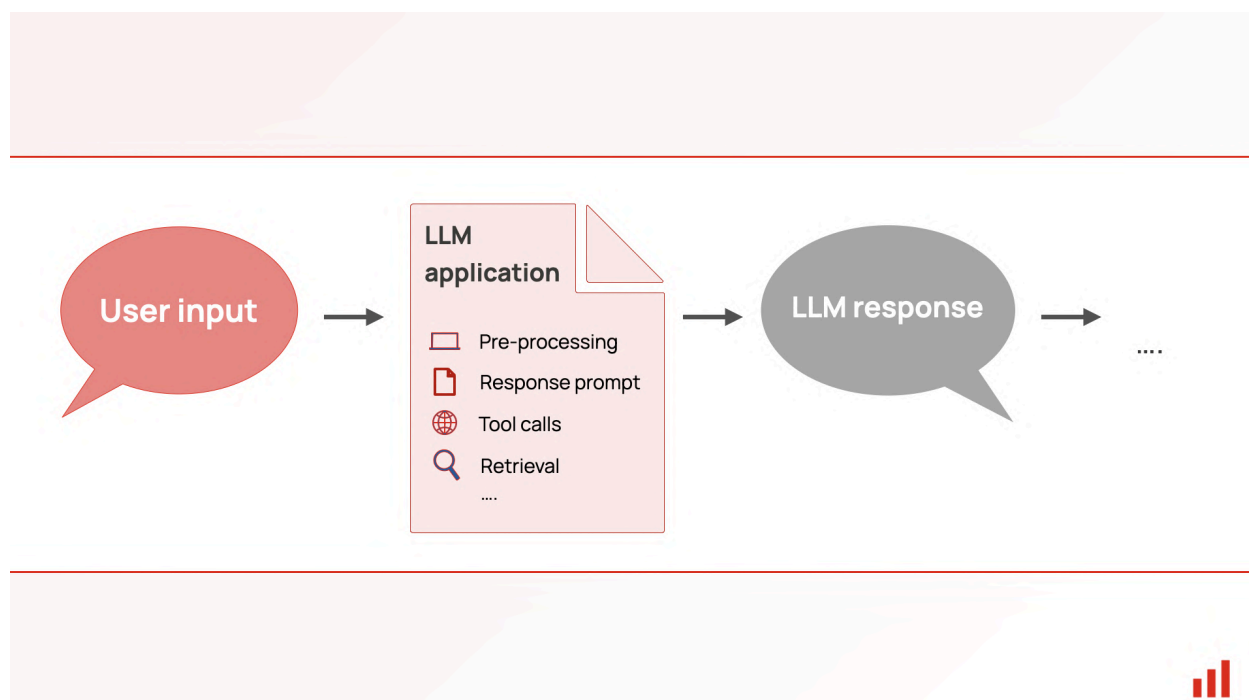 User input
LLM
application
Pre-processing
Response prompt
Tool calls
Retrieval
....
LLM response
....